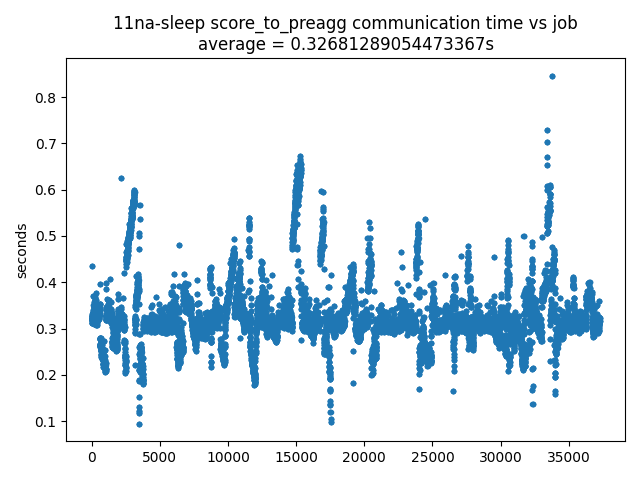 11na-sleep score_to_preagg communication time vs job
average = 0.32681289054473367s
0.8
0.7
0.6
0.5
0.4
0.3
0.2
0.1
seconds
0 5000 10000 15000 20000 25000 30000 35000